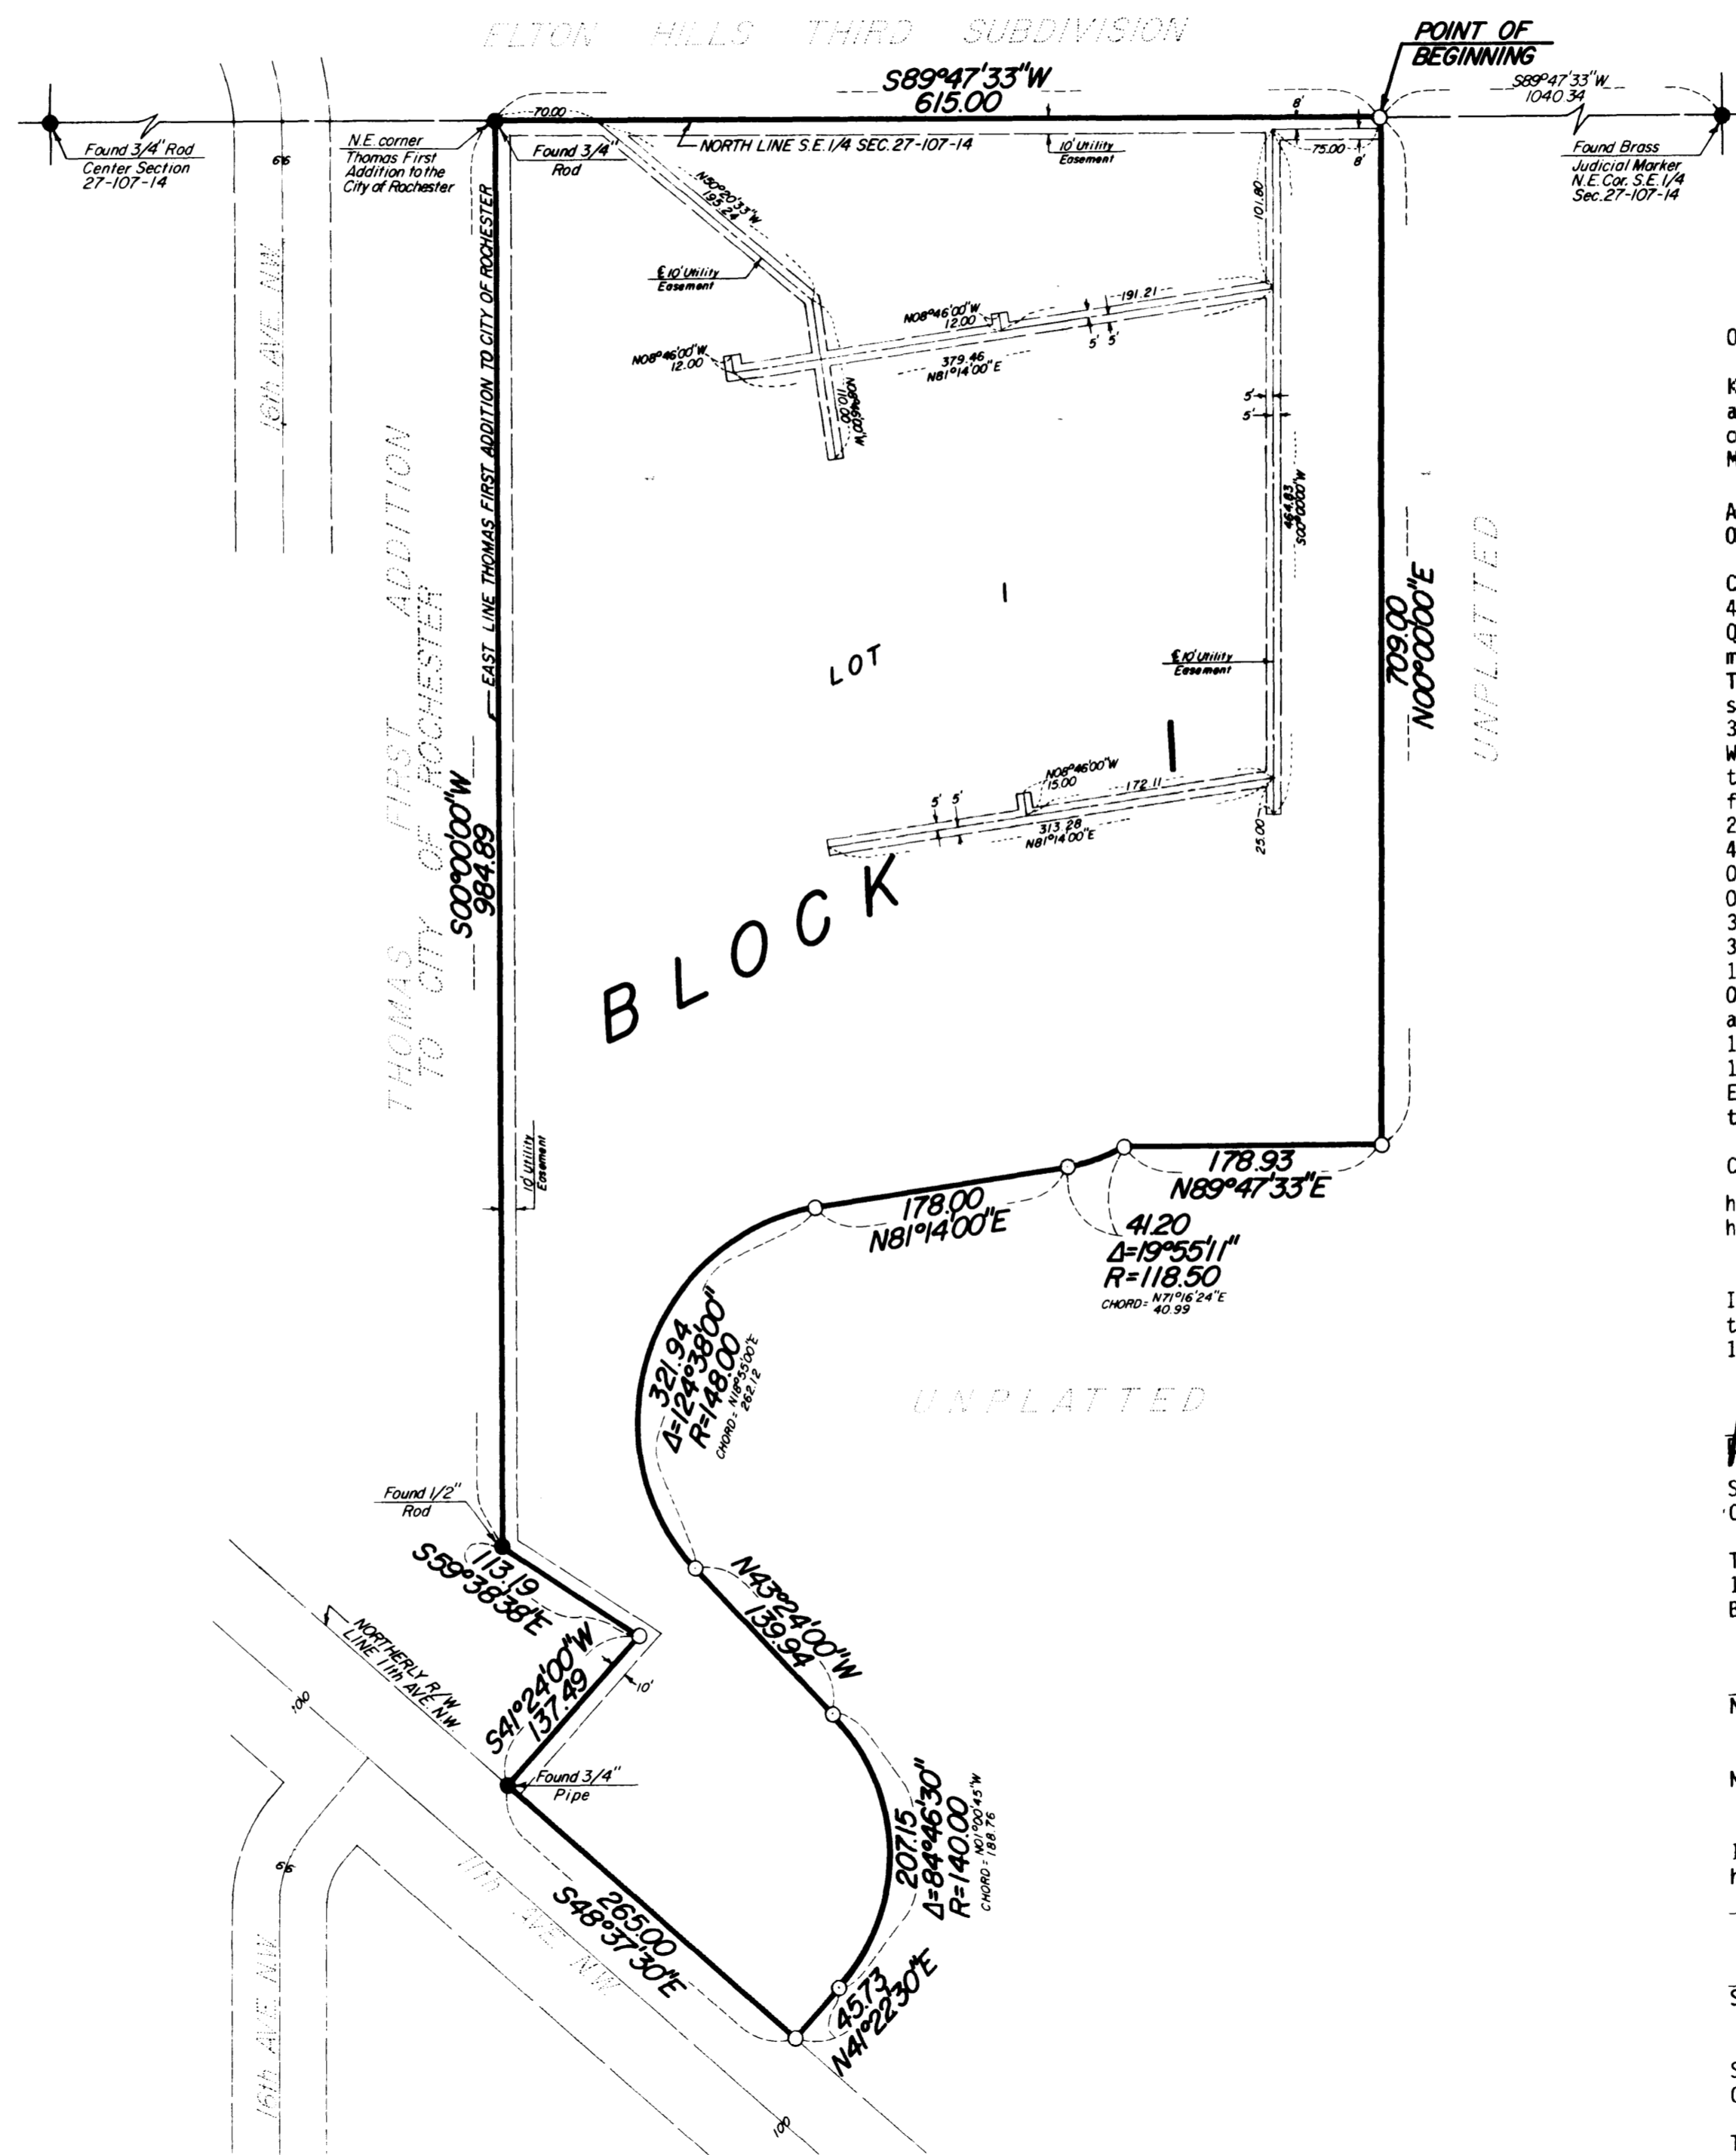 ELTON HILLS THIRD SUBDIVISION
POINT OF
BEGINNING
S89°47'33"W
615.00
S89°47'33"W
1040.34
70.00
8'
Found 3/4" Rod
Center Section
27-107-14
66
N.E. corner
Thomas First
Addition to the
City of Rochester
Found 3/4"
Rod
NORTH LINE S.E.1/4 SEC. 27-107-14
10' Utility
Easement
75.00
8'
Found Brass
Judicial Marker
N.E. Cor. S.E. 1/4
Sec. 27-107-14
N50°20'33"W
195.24
101.80
16th AVE. N.W.
EAST LINE THOMAS FIRST ADDITION TO CITY OF ROCHESTER
℄ 10' Utility
Easement
N08°46'00"W
12.00
191.21
N08°46'00"W
12.00
5' 5'
379.46
N81°14'00"E
N08°46'00"W
110.00
5'
5'
464.83
S00°00'00"W
THOMAS FIRST ADDITION
TO CITY OF ROCHESTER
709.00
N00°00'00"E
UNPLATTED
LOT 1
℄ 10' Utility
Easement
S00°00'00"W
984.89
N08°46'00"W
15.00
172.11
5' 5'
313.28
N81°14'00"E
25.00
BLOCK 1
10' Utility
Easement
178.93
N89°47'33"E
178.00
N81°14'00"E
41.20
Δ=19°55'11"
R=118.50
CHORD= N71°16'24"E
40.99
321.94
Δ=124°38'00"
R=148.00
CHORD= N18°55'00"E
262.12
UNPLATTED
Found 1/2"
Rod
113.19
S59°38'38"E
N43°24'00"W
139.94
NORTHERLY R/W
LINE 11th AVE. N.W.
S41°24'00"W
137.49
10'
100
Found 3/4"
Pipe
207.15
Δ=84°46'30"
R=140.00
CHORD= N01°00'45"W
188.76
66
11th AVE. N.W.
265.00
S48°37'30"E
45.73
N41°22'30"E
16th AVE. N.W.
100